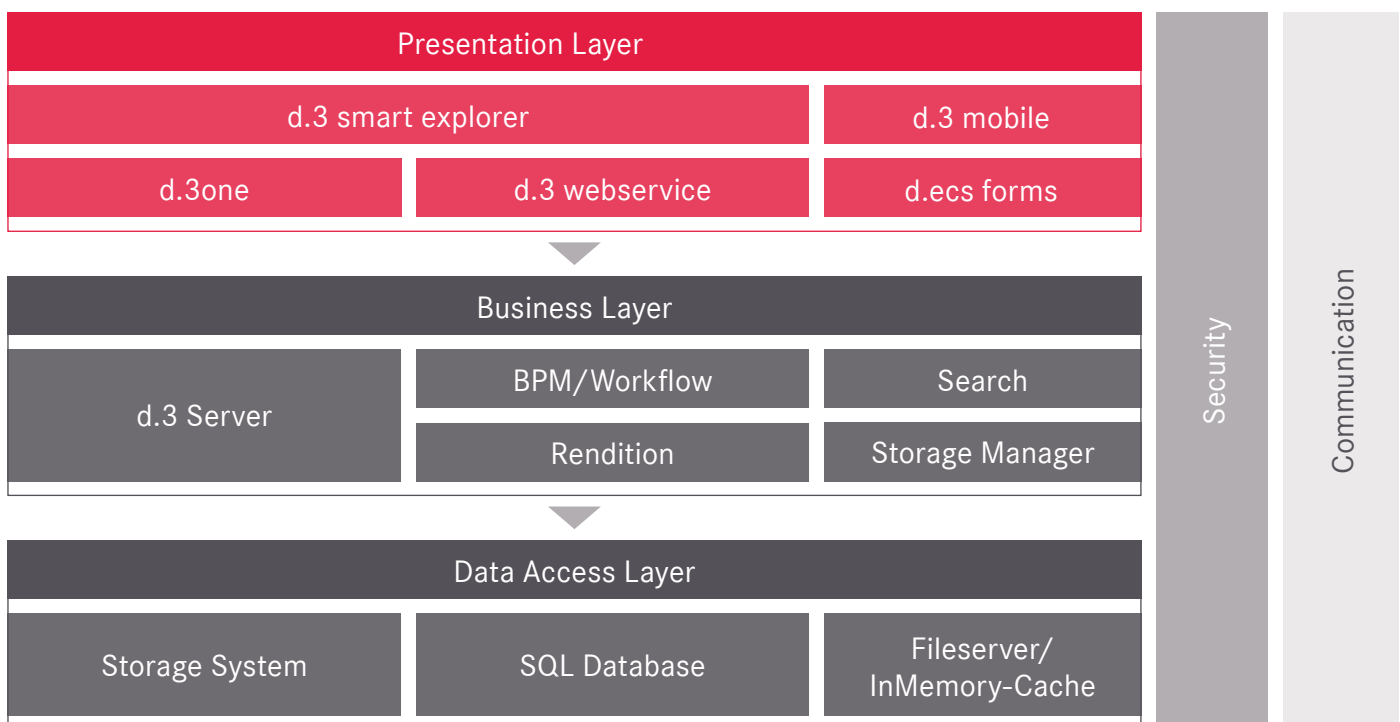 Presentation Layer
d.3 smart explorer
d.3 mobile
d.3one
d.3 webservice
d.ecs forms
Business Layer
d.3 Server
BPM/Workflow
Search
Rendition
Storage Manager
Data Access Layer
Storage System
SQL Database
Fileserver/
InMemory-Cache
Security
Communication